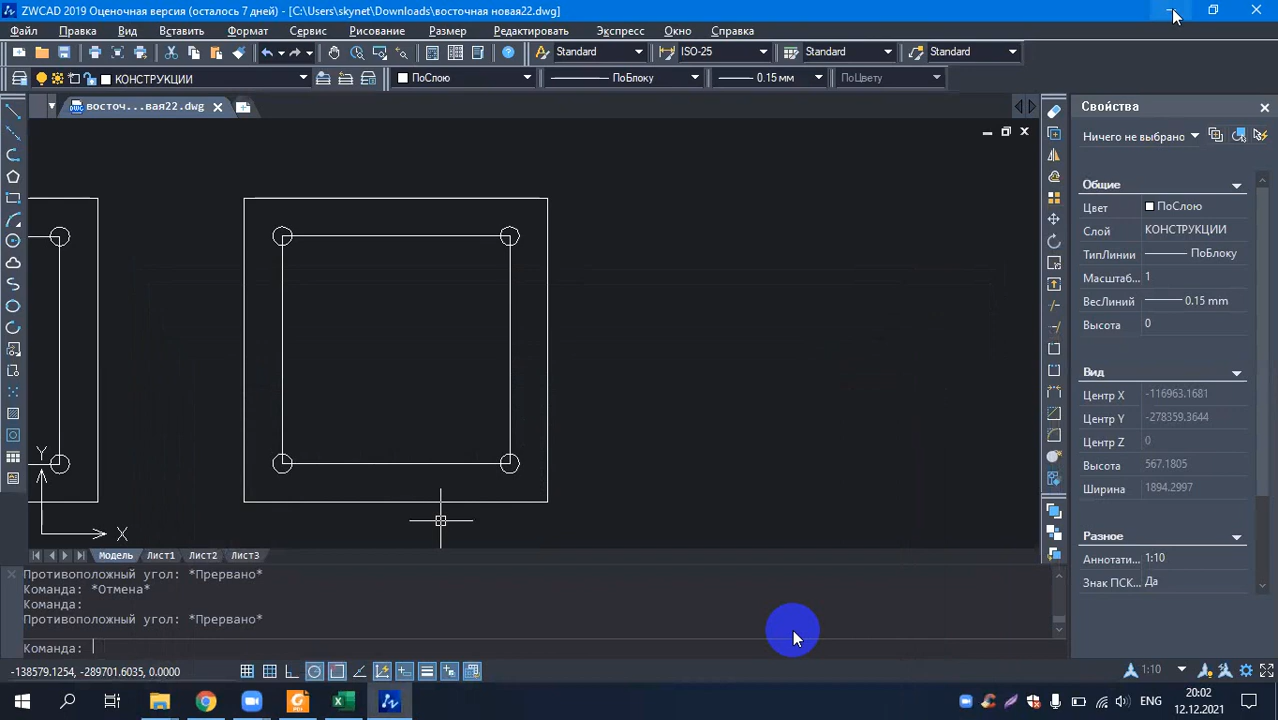 ZWCAD 2019 Оценочная версия (осталось 7 дней) - [C:\Users\skynet\Downloads\восточная новая22.dwg]
Файл Правка Вид Вставить Формат Сервис Рисование Размер Редактировать Экспресс Окно Справка
Standard ISO-25 Standard Standard
КОНСТРУКЦИИ ПоСлою ПоБлоку 0.15 мм ПоЦвету
восточ...вая22.dwg Свойства
Ничего не выбрано
Общие
Цвет ПоСлою
Слой КОНСТРУКЦИИ
ТипЛинии ПоБлоку
Масштаб... 1
ВесЛиний 0.15 mm
Высота 0
Вид
Центр X -116963.1681
Центр Y -278359.3644
Центр Z 0
Высота 567.1805
Ширина 1894.2997
Разное
Аннотати... 1:10
Знак ПСК... Да
Y
X
Модель Лист1 Лист2 Лист3
Противоположный угол: *Прервано*
Команда: *Отмена*
Команда:
Противоположный угол: *Прервано*
Команда:
-138579.1254, -289701.6035, 0.0000 1:10
ENG 20:02
12.12.2021